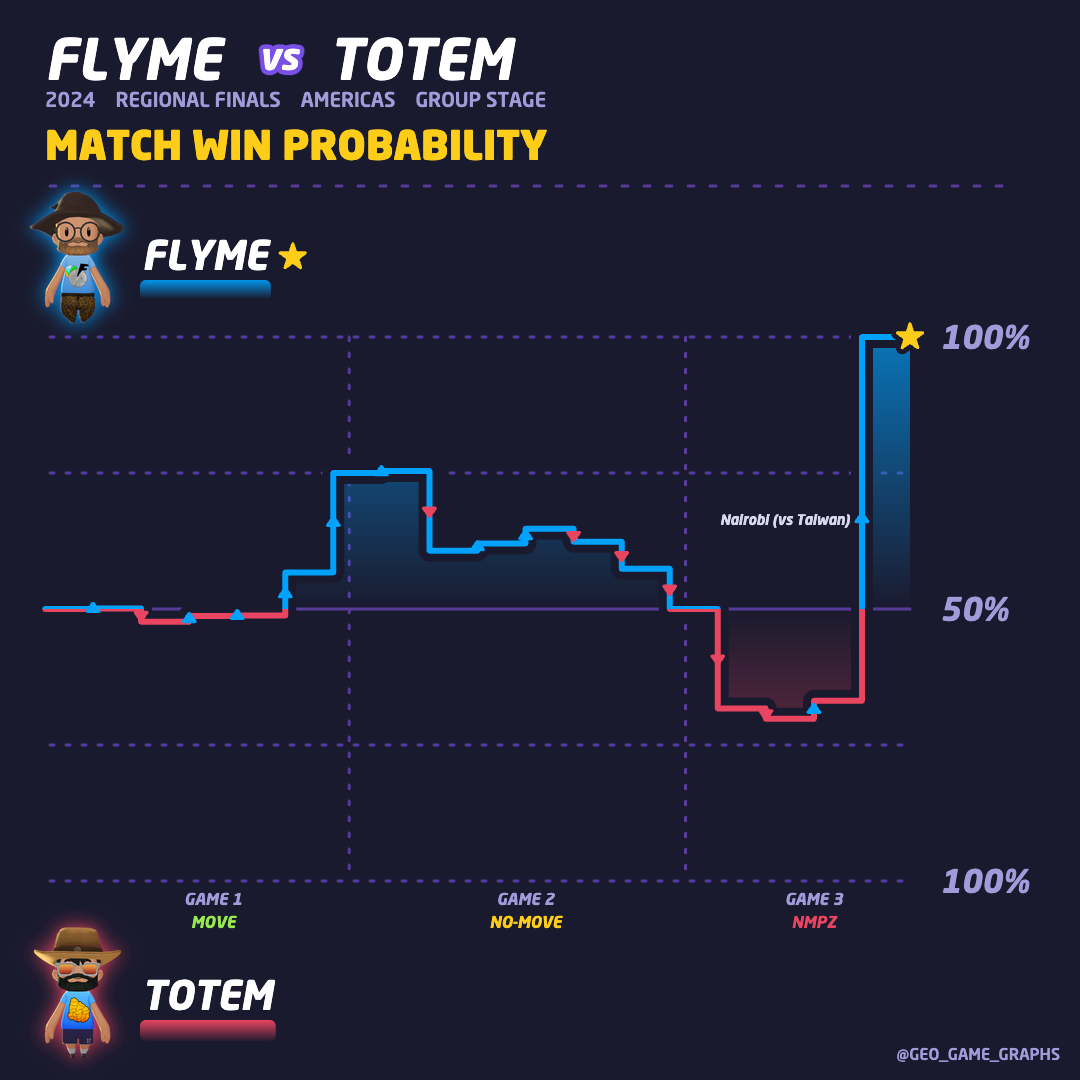 FLYME VS TOTEM
2024 REGIONAL FINALS AMERICAS GROUP STAGE
MATCH WIN PROBABILITY
FLYME
100%
Nairobi (vs Taiwan)
50%
100%
GAME 1 GAME 2 GAME 3
MOVE NO-MOVE NMPZ
TOTEM
@GEO_GAME_GRAPHS